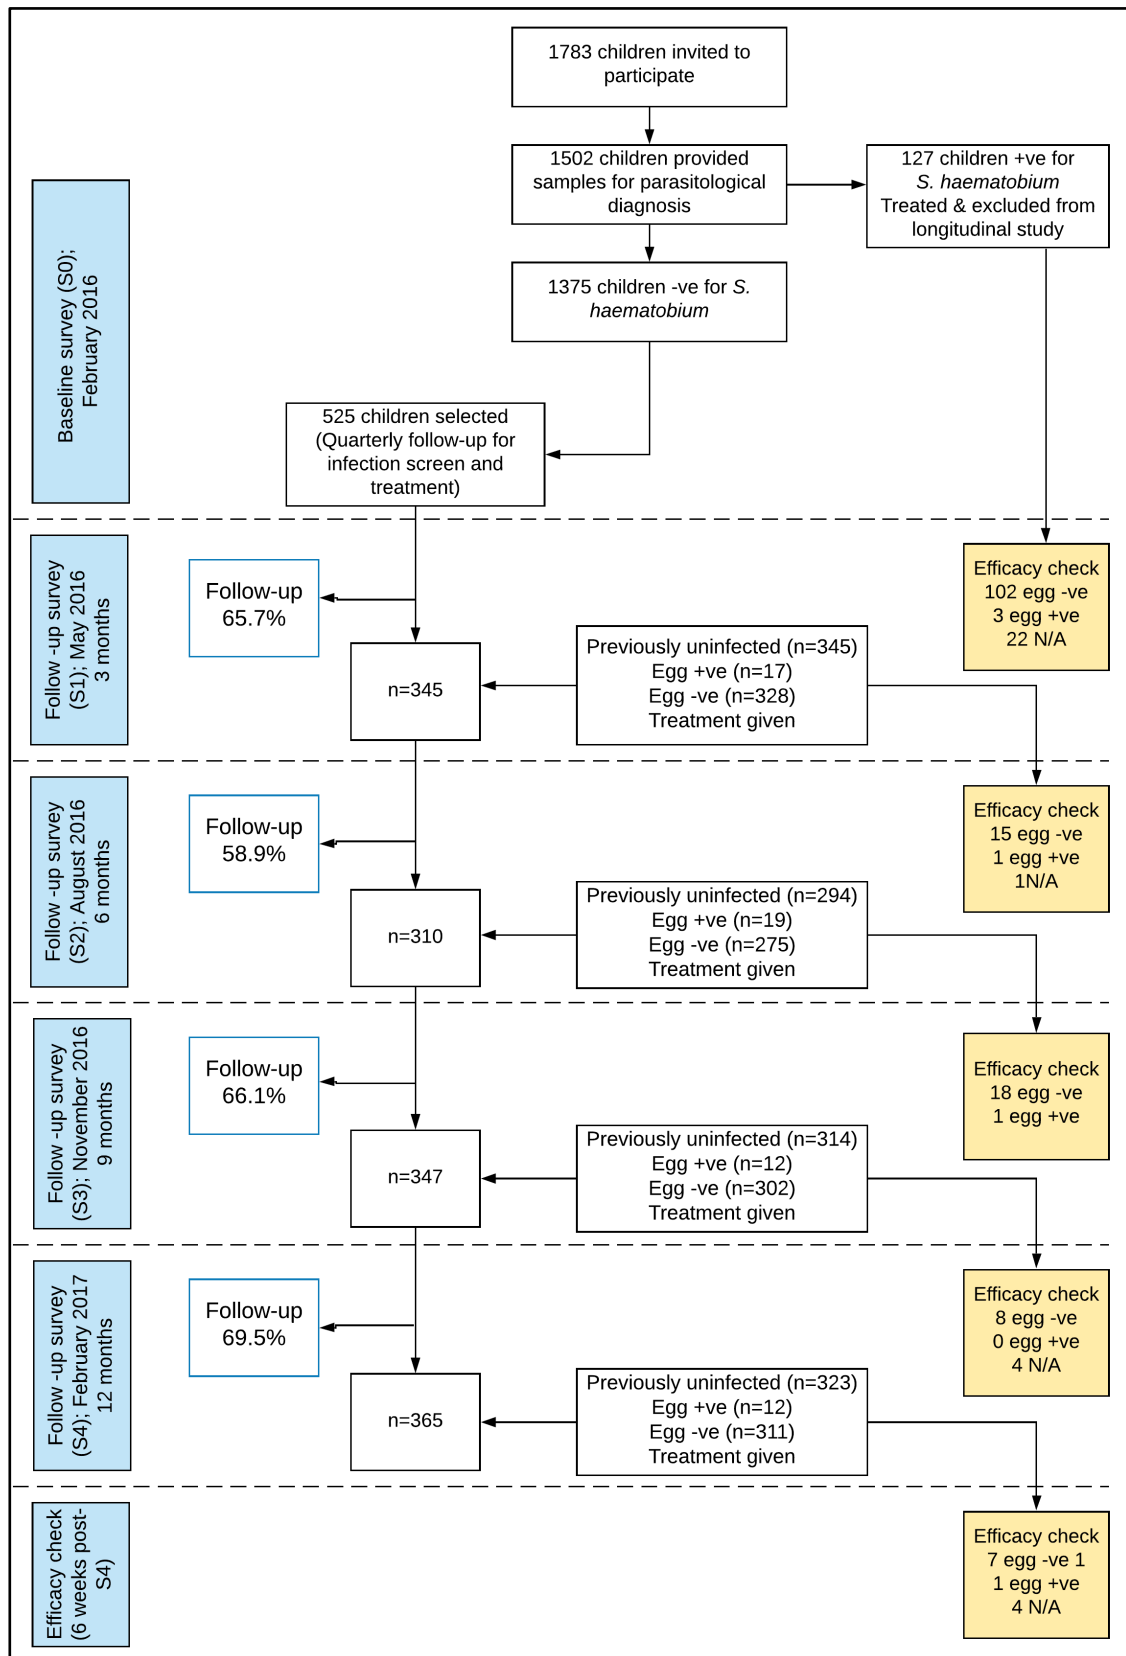 1783 children invited to
participate
1502 children provided
samples for parasitological
diagnosis
127 children +ve for
S. haematobium
Treated & excluded from
longitudinal study
1375 children -ve for S.
haematobium
Baseline survey (S0);
February 2016
525 children selected
(Quarterly follow-up for
infection screen and
treatment)
Follow -up survey
(S1); May 2016
3 months
Follow-up
65.7%
n=345
Previously uninfected (n=345)
Egg +ve (n=17)
Egg -ve (n=328)
Treatment given
Efficacy check
102 egg -ve
3 egg +ve
22 N/A
Follow -up survey
(S2); August 2016
6 months
Follow-up
58.9%
n=310
Previously uninfected (n=294)
Egg +ve (n=19)
Egg -ve (n=275)
Treatment given
Efficacy check
15 egg -ve
1 egg +ve
1N/A
Follow -up survey
(S3); November 2016
9 months
Follow-up
66.1%
n=347
Previously uninfected (n=314)
Egg +ve (n=12)
Egg -ve (n=302)
Treatment given
Efficacy check
18 egg -ve
1 egg +ve
Follow -up survey
(S4); February 2017
12 months
Follow-up
69.5%
n=365
Previously uninfected (n=323)
Egg +ve (n=12)
Egg -ve (n=311)
Treatment given
Efficacy check
8 egg -ve
0 egg +ve
4 N/A
Efficacy check
(6 weeks post-
S4)
Efficacy check
7 egg -ve 1
1 egg +ve
4 N/A